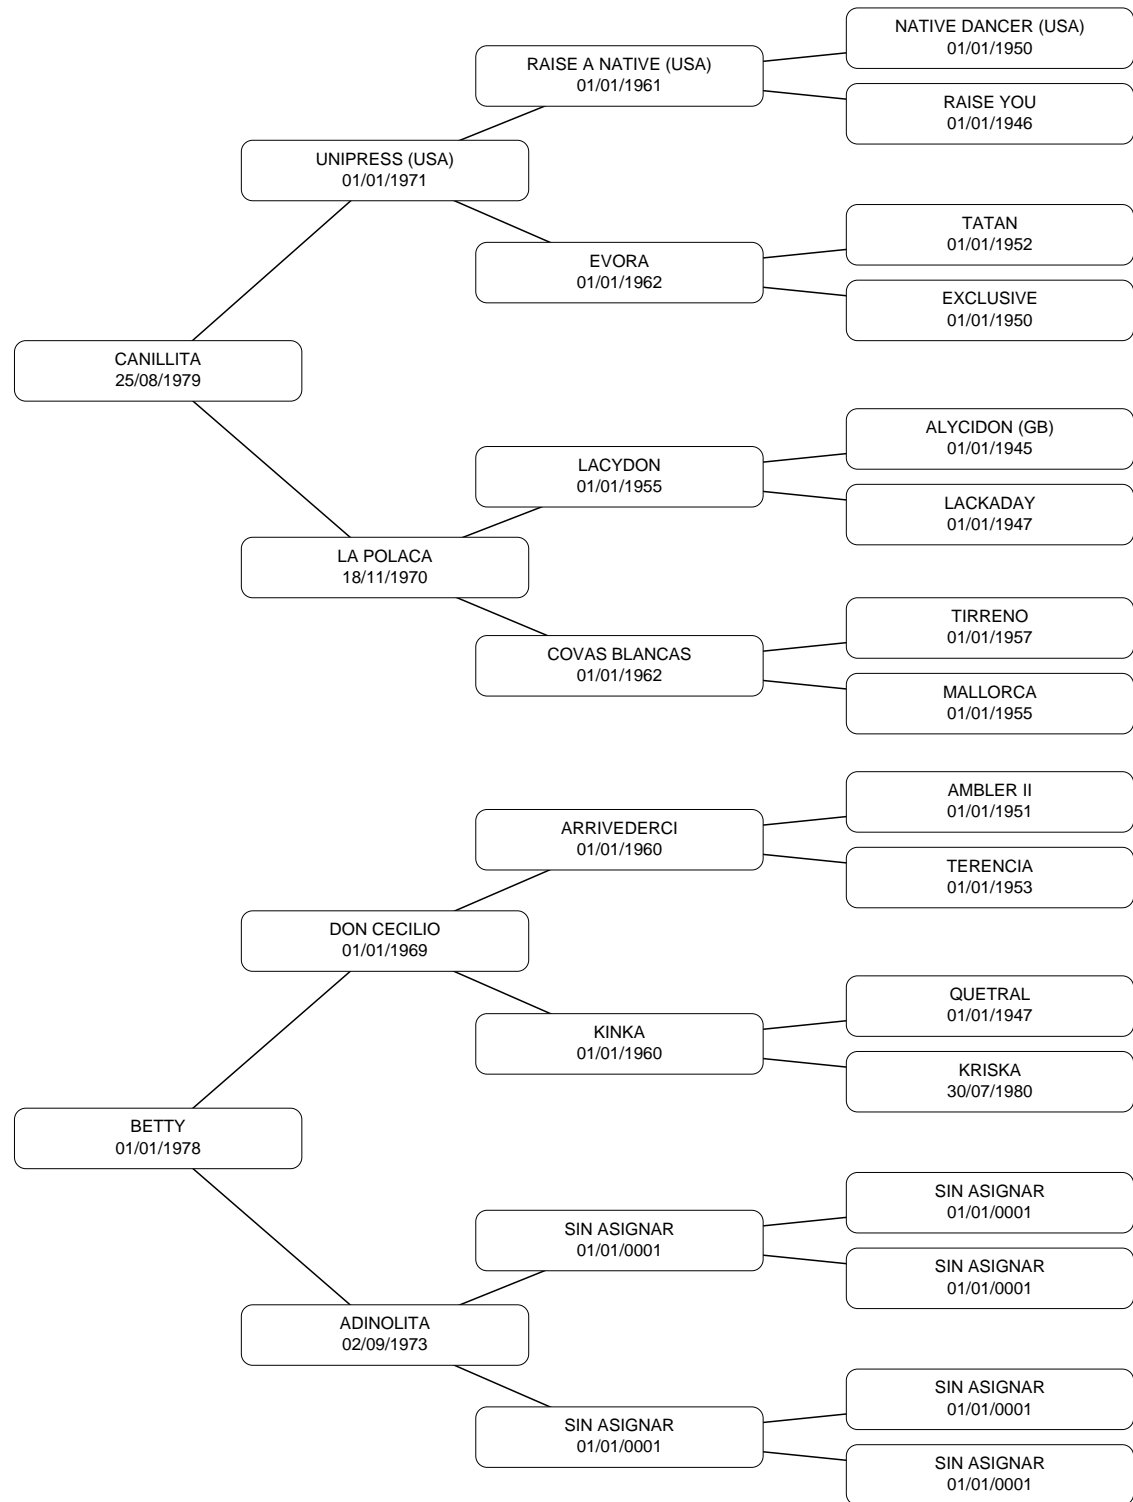 NATIVE DANCER (USA)
01/01/1950
RAISE A NATIVE (USA)
01/01/1961
RAISE YOU
01/01/1946
UNIPRESS (USA)
01/01/1971
TATAN
01/01/1952
EVORA
01/01/1962
EXCLUSIVE
01/01/1950
CANILLITA
25/08/1979
ALYCIDON (GB)
01/01/1945
LACYDON
01/01/1955
LACKADAY
01/01/1947
LA POLACA
18/11/1970
TIRRENO
01/01/1957
COVAS BLANCAS
01/01/1962
MALLORCA
01/01/1955
AMBLER II
01/01/1951
ARRIVEDERCI
01/01/1960
TERENCIA
01/01/1953
DON CECILIO
01/01/1969
QUETRAL
01/01/1947
KINKA
01/01/1960
KRISKA
30/07/1980
BETTY
01/01/1978
SIN ASIGNAR
01/01/0001
SIN ASIGNAR
01/01/0001
SIN ASIGNAR
01/01/0001
ADINOLITA
02/09/1973
SIN ASIGNAR
01/01/0001
SIN ASIGNAR
01/01/0001
SIN ASIGNAR
01/01/0001